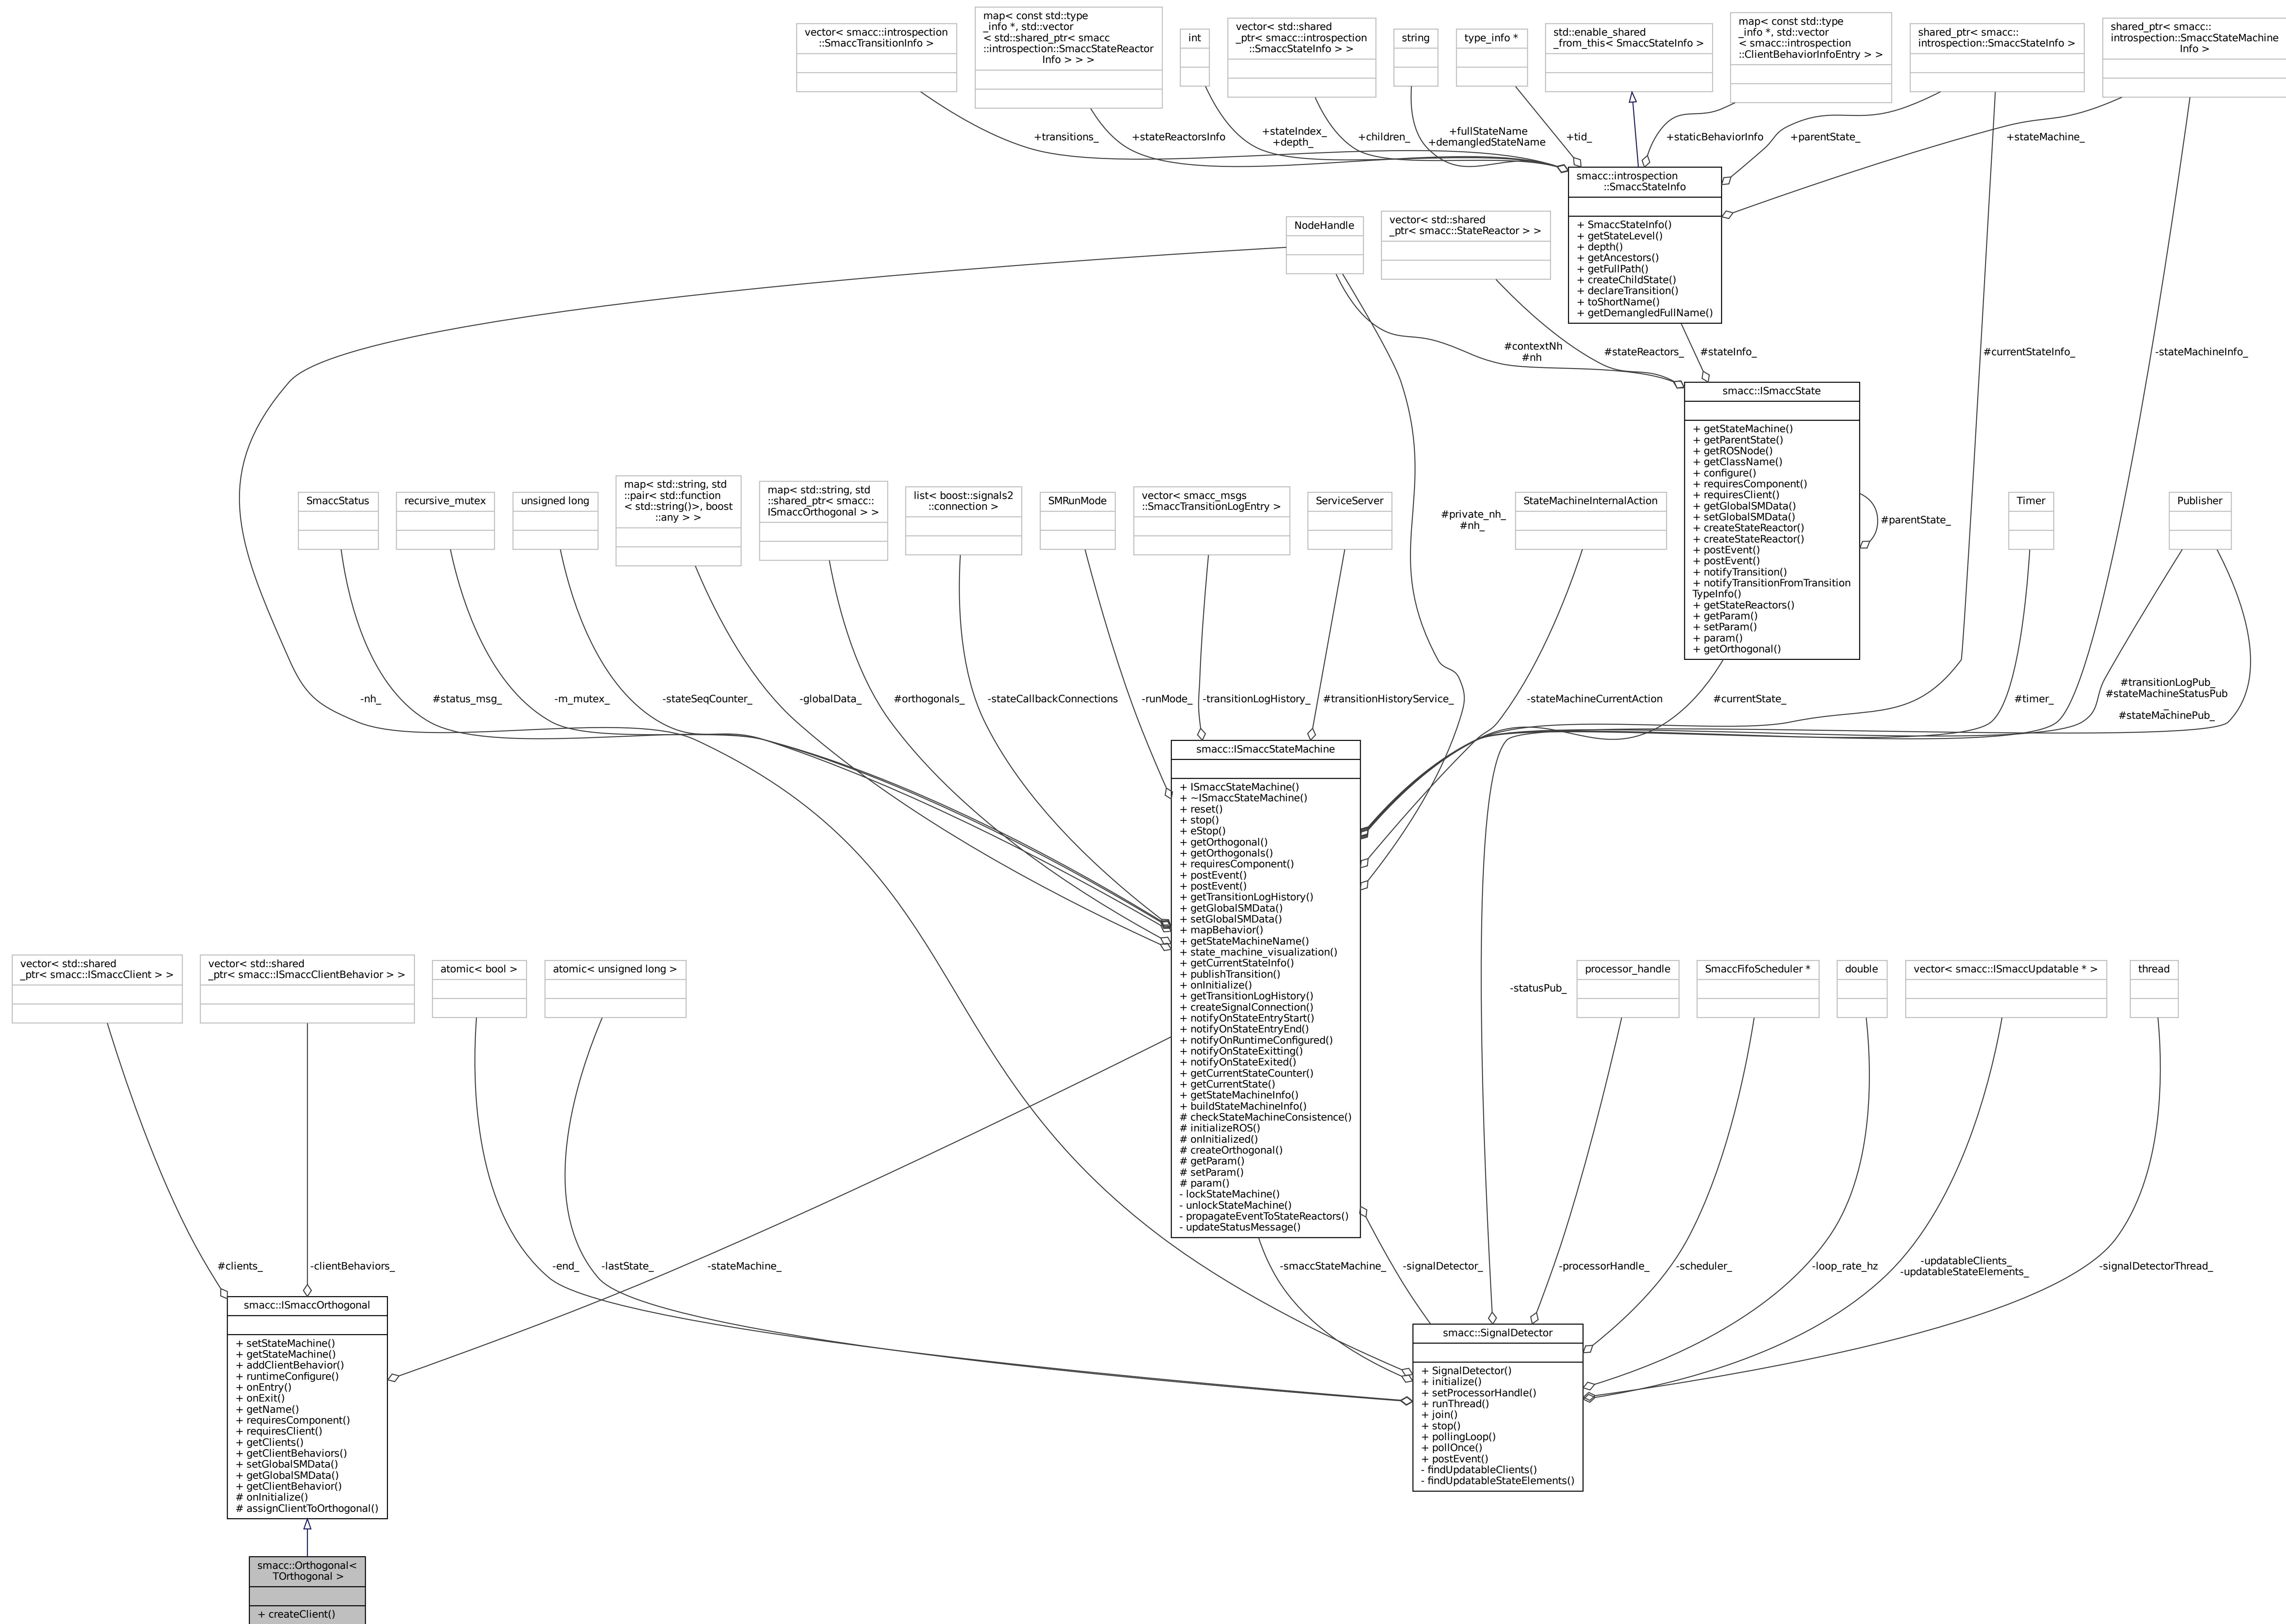 vector< smacc::introspection
::SmaccTransitionInfo >
map< const std::type
_info *, std::vector
< std::shared_ptr< smacc
::introspection::SmaccStateReactor
Info > > >
int
vector< std::shared
_ptr< smacc::introspection
::SmaccStateInfo > >
string
type_info *
std::enable_shared
_from_this< SmaccStateInfo >
map< const std::type
_info *, std::vector
< smacc::introspection
::ClientBehaviorInfoEntry > >
shared_ptr< smacc::
introspection::SmaccStateInfo >
shared_ptr< smacc::
introspection::SmaccStateMachine
Info >
+transitions_
+stateReactorsInfo
+stateIndex_
+depth_
+children_
+fullStateName
+demangledStateName
+tid_
+staticBehaviorInfo
+parentState_
+stateMachine_
smacc::introspection
::SmaccStateInfo
+ SmaccStateInfo()
+ getStateLevel()
+ depth()
+ getAncestors()
+ getFullPath()
+ createChildState()
+ declareTransition()
+ toShortName()
+ getDemangledFullName()
NodeHandle
vector< std::shared
_ptr< smacc::StateReactor > >
#contextNh
#nh
#stateReactors_
#stateInfo_
#currentStateInfo_
-stateMachineInfo_
smacc::ISmaccState
+ getStateMachine()
+ getParentState()
+ getROSNode()
+ getClassName()
+ configure()
+ requiresComponent()
+ requiresClient()
+ getGlobalSMData()
+ setGlobalSMData()
+ createStateReactor()
+ createStateReactor()
+ postEvent()
+ postEvent()
+ notifyTransition()
+ notifyTransitionFromTransition
TypeInfo()
+ getStateReactors()
+ getParam()
+ setParam()
+ param()
+ getOrthogonal()
#parentState_
SmaccStatus
recursive_mutex
unsigned long
map< std::string, std
::pair< std::function
< std::string()>, boost
::any > >
map< std::string, std
::shared_ptr< smacc::
ISmaccOrthogonal > >
list< boost::signals2
::connection >
SMRunMode
vector< smacc_msgs
::SmaccTransitionLogEntry >
ServiceServer
#private_nh_
#nh_
StateMachineInternalAction
Timer
Publisher
-nh_
#status_msg_
-m_mutex_
-stateSeqCounter_
-globalData_
#orthogonals_
-stateCallbackConnections
-runMode_
-transitionLogHistory_
#transitionHistoryService_
-stateMachineCurrentAction
#currentState_
#timer_
#transitionLogPub_
#stateMachineStatusPub
_
#stateMachinePub_
smacc::ISmaccStateMachine
+ ISmaccStateMachine()
+ ~ISmaccStateMachine()
+ reset()
+ stop()
+ eStop()
+ getOrthogonal()
+ getOrthogonals()
+ requiresComponent()
+ postEvent()
+ postEvent()
+ getTransitionLogHistory()
+ getGlobalSMData()
+ setGlobalSMData()
+ mapBehavior()
+ getStateMachineName()
+ state_machine_visualization()
+ getCurrentStateInfo()
+ publishTransition()
+ onInitialize()
+ getTransitionLogHistory()
+ createSignalConnection()
+ notifyOnStateEntryStart()
+ notifyOnStateEntryEnd()
+ notifyOnRuntimeConfigured()
+ notifyOnStateExitting()
+ notifyOnStateExited()
+ getCurrentStateCounter()
+ getCurrentState()
+ getStateMachineInfo()
+ buildStateMachineInfo()
# checkStateMachineConsistence()
# initializeROS()
# onInitialized()
# createOrthogonal()
# getParam()
# setParam()
# param()
- lockStateMachine()
- unlockStateMachine()
- propagateEventToStateReactors()
- updateStatusMessage()
vector< std::shared
_ptr< smacc::ISmaccClient > >
vector< std::shared
_ptr< smacc::ISmaccClientBehavior > >
atomic< bool >
atomic< unsigned long >
-statusPub_
processor_handle
SmaccFifoScheduler *
double
vector< smacc::ISmaccUpdatable * >
thread
#clients_
-clientBehaviors_
-end_
-lastState_
-stateMachine_
-smaccStateMachine_
-signalDetector_
-processorHandle_
-scheduler_
-loop_rate_hz
-updatableClients_
-updatableStateElements_
-signalDetectorThread_
smacc::ISmaccOrthogonal
+ setStateMachine()
+ getStateMachine()
+ addClientBehavior()
+ runtimeConfigure()
+ onEntry()
+ onExit()
+ getName()
+ requiresComponent()
+ requiresClient()
+ getClients()
+ getClientBehaviors()
+ setGlobalSMData()
+ getGlobalSMData()
+ getClientBehavior()
# onInitialize()
# assignClientToOrthogonal()
smacc::SignalDetector
+ SignalDetector()
+ initialize()
+ setProcessorHandle()
+ runThread()
+ join()
+ stop()
+ pollingLoop()
+ pollOnce()
+ postEvent()
- findUpdatableClients()
- findUpdatableStateElements()
smacc::Orthogonal<
TOrthogonal >
+ createClient()